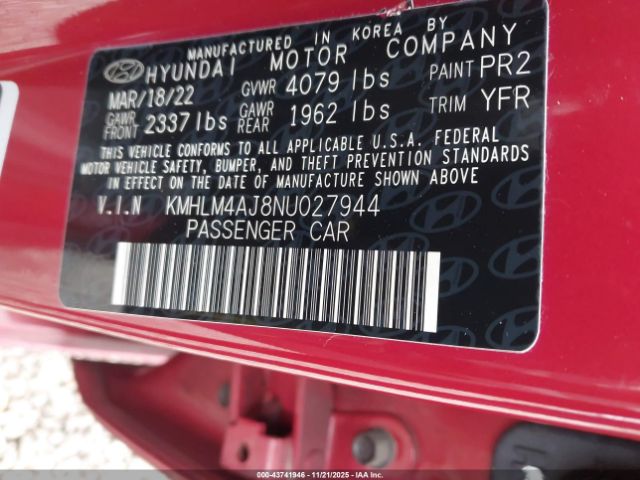 MANUFACTURED IN KOREA BY
HYUNDAI MOTOR COMPANY
MAR/18/22 GVWR 4079 lbs PAINT PR2
GAWR FRONT 2337 lbs GAWR REAR 1962 lbs TRIM YFR
THIS VEHICLE CONFORMS TO ALL APPLICABLE U.S.A. FEDERAL
MOTOR VEHICLE SAFETY, BUMPER, AND THEFT PREVENTION STANDARDS
IN EFFECT ON THE DATE OF MANUFACTURE SHOWN ABOVE
V.I.N KMHLM4AJ8NU027944
PASSENGER CAR
000-43741946 11/21/2025 IAAI.COM